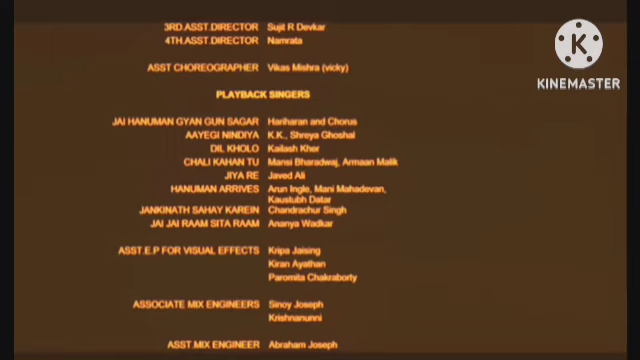 3RD.ASST.DIRECTOR Sujit R Devkar
4TH.ASST.DIRECTOR Namrata
ASST CHOREOGRAPHER Vikas Mishra (vicky)
PLAYBACK SINGERS
JAI HANUMAN GYAN GUN SAGAR Hariharan and Chorus
AAYEGI NINDIYA K.K., Shreya Ghoshal
DIL KHOLO Kailash Kher
CHALI KAHAN TU Mansi Bharadwaj, Armaan Malik
JIYA RE Javed Ali
HANUMAN ARRIVES Arun Ingle, Mani Mahadevan,
Kaustubh Datar
JANKINATH SAHAY KAREIN Chandrachur Singh
JAI JAI RAAM SITA RAAM Ananya Wadkar
ASST.E.P FOR VISUAL EFFECTS Kripa Jaising
Kiran Ayathan
Paromita Chakraborty
ASSOCIATE MIX ENGINEERS Sinoy Joseph
Krishnanunni
ASST.MIX ENGINEER Abraham Joseph
K
KINEMASTER